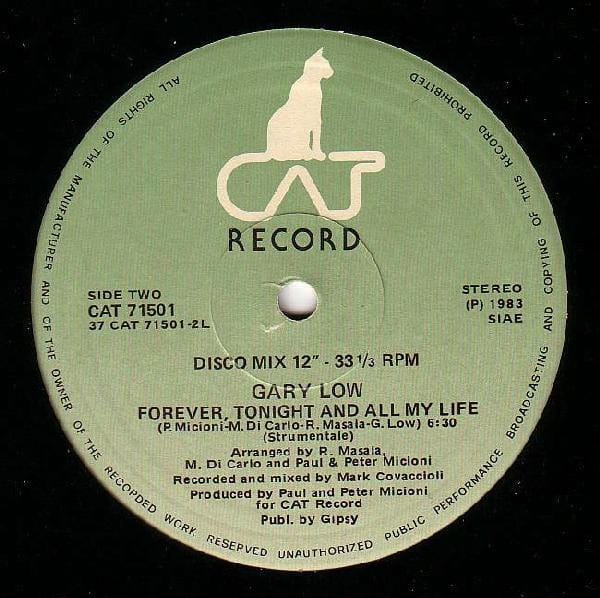 CAT
RECORD
SIDE TWO
CAT 71501
37 CAT 71501-2L
STEREO
(P) 1983
SIAE
DISCO MIX 12" - 33 1/3 RPM
GARY LOW
FOREVER, TONIGHT AND ALL MY LIFE
(P. Micioni-M. Di Carlo-R. Masala-G. Low) 6:30
(Strumentale)
Arranged by R. Masala,
M. Di Carlo and Paul & Peter Micioni
Recorded and mixed by Mark Covaccioli
Produced by Paul and Peter Micioni
for CAT Record
Publ. by Gipsy
ALL RIGHTS OF THE MANUFACTURER AND OF THE OWNER OF THE RECORDED WORK RESERVED UNAUTHORIZED PUBLIC PERFORMANCE BROADCASTING AND COPYING OF THIS RECORD PROHIBITED